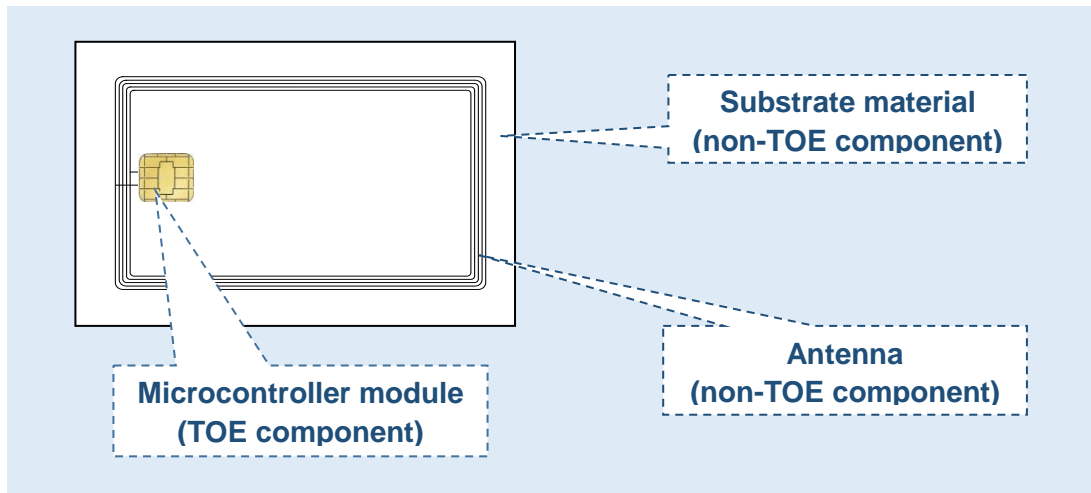 Substrate material
(non-TOE component)
Antenna
(non-TOE component)
Microcontroller module
(TOE component)